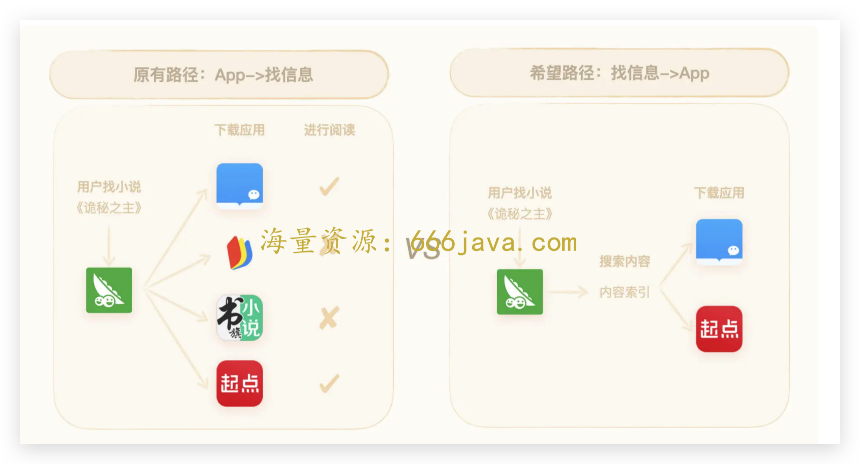 原有路径：App->找信息
下载应用
进行阅读
用户找小说
《诡秘之主》
书旗
小说
起点
海量资源：666java.com
VS
希望路径：找信息->App
用户找小说
《诡秘之主》
搜索内容
内容索引
下载应用
起点